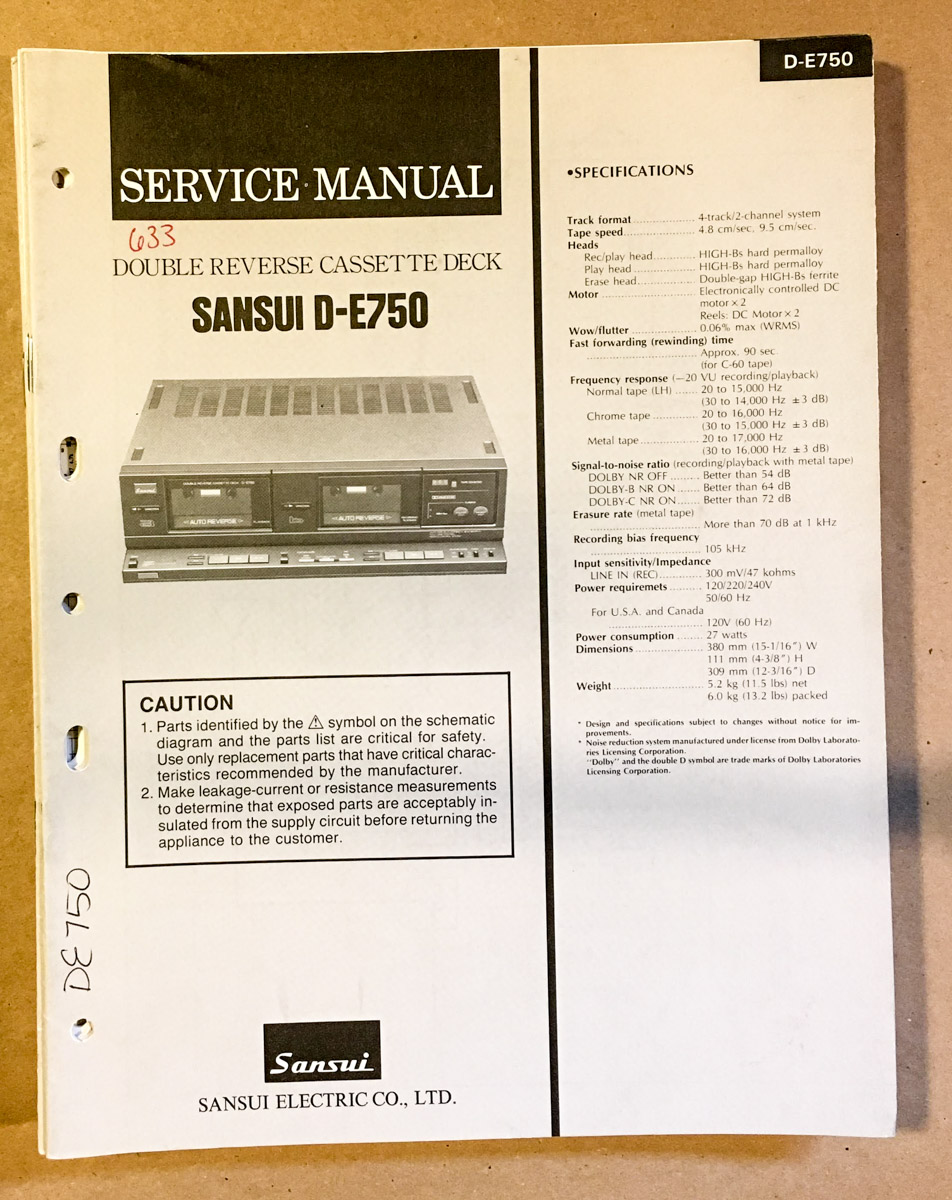 D-E750
SERVICE MANUAL
633
DOUBLE REVERSE CASSETTE DECK
SANSUI D-E750
Sansui
AUTO REVERSE
AUTO REVERSE
CAUTION
1. Parts identified by the ⚠ symbol on the schematic
diagram and the parts list are critical for safety.
Use only replacement parts that have critical charac-
teristics recommended by the manufacturer.
2. Make leakage-current or resistance measurements
to determine that exposed parts are acceptably in-
sulated from the supply circuit before returning the
appliance to the customer.
DE750
Sansui
SANSUI ELECTRIC CO., LTD.
•SPECIFICATIONS
Track format .................. 4-track/2-channel system
Tape speed.................... 4.8 cm/sec, 9.5 cm/sec.
Heads
Rec/play head............ HIGH-Bs hard permalloy
Play head .................. HIGH-Bs hard permalloy
Erase head................ Double-gap HIGH-Bs ferrite
Motor .......................... Electronically controlled DC
motor × 2
Reels: DC Motor × 2
Wow/flutter .................. 0.06% max (WRMS)
Fast forwarding (rewinding) time
.............................. Approx. 90 sec.
(for C-60 tape)
Frequency response (−20 VU recording/playback)
Normal tape (LH) ...... 20 to 15,000 Hz
(30 to 14,000 Hz ±3 dB)
Chrome tape ............. 20 to 16,000 Hz
(30 to 15,000 Hz ±3 dB)
Metal tape................. 20 to 17,000 Hz
(30 to 16,000 Hz ±3 dB)
Signal-to-noise ratio (recording/playback with metal tape)
DOLBY NR OFF........ Better than 54 dB
DOLBY-B NR ON ...... Better than 64 dB
DOLBY-C NR ON...... Better than 72 dB
Erasure rate (metal tape)
.............................. More than 70 dB at 1 kHz
Recording bias frequency
.............................. 105 kHz
Input sensitivity/Impedance
LINE IN (REC)............ 300 mV/47 kohms
Power requiremets ......... 120/220/240V
50/60 Hz
For U.S.A. and Canada
.......................... 120V (60 Hz)
Power consumption ....... 27 watts
Dimensions ................... 380 mm (15-1/16″) W
111 mm (4-3/8″) H
309 mm (12-3/16″) D
Weight......................... 5.2 kg (11.5 lbs) net
6.0 kg (13.2 lbs) packed
* Design and specifications subject to changes without notice for im-
provements.
* Noise reduction system manufactured under license from Dolby Laborato-
ries Licensing Corporation.
"Dolby" and the double D symbol are trade marks of Dolby Laboratories
Licensing Corporation.